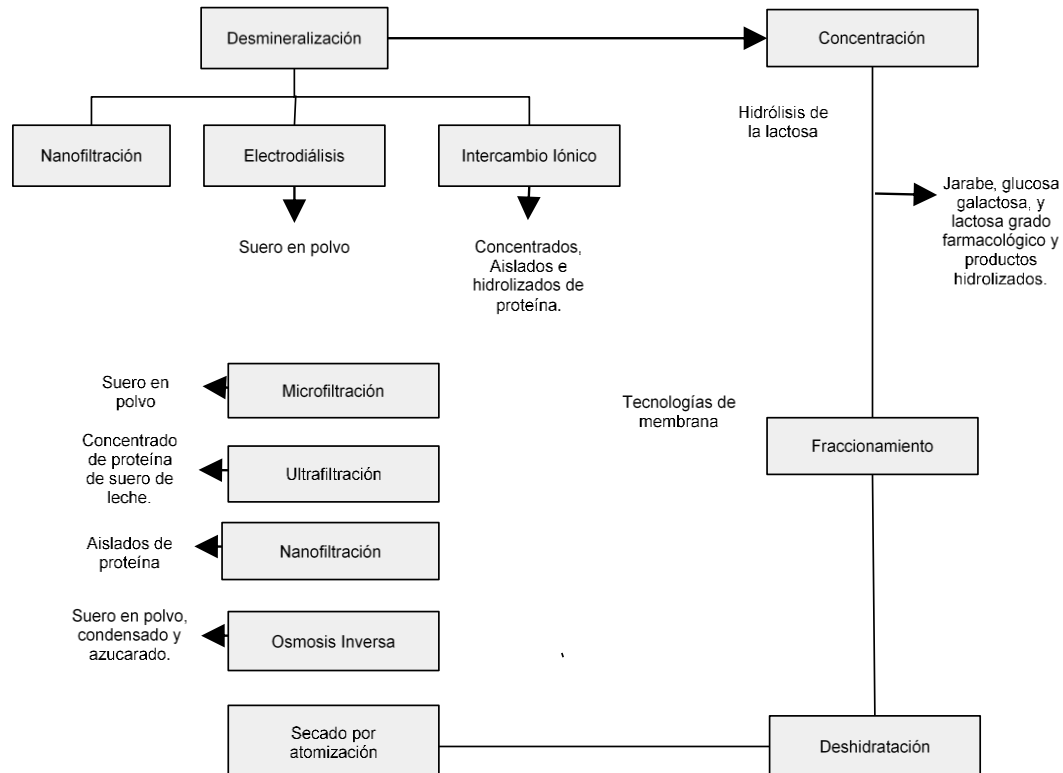 Desmineralización
Concentración
Nanofiltración
Electrodiálisis
Intercambio Iónico
Hidrólisis de
la lactosa
Suero en polvo
Concentrados,
Aislados e
hidrolizados de
proteína.
Jarabe, glucosa
galactosa, y
lactosa grado
farmacológico y
productos
hidrolizados.
Suero en
polvo
Microfiltración
Tecnologías de
membrana
Fraccionamiento
Concentrado
de proteína
de suero de
leche.
Ultrafiltración
Aislados de
proteína
Nanofiltración
Suero en polvo,
condensado y
azucarado.
Osmosis Inversa
Secado por
atomización
Deshidratación